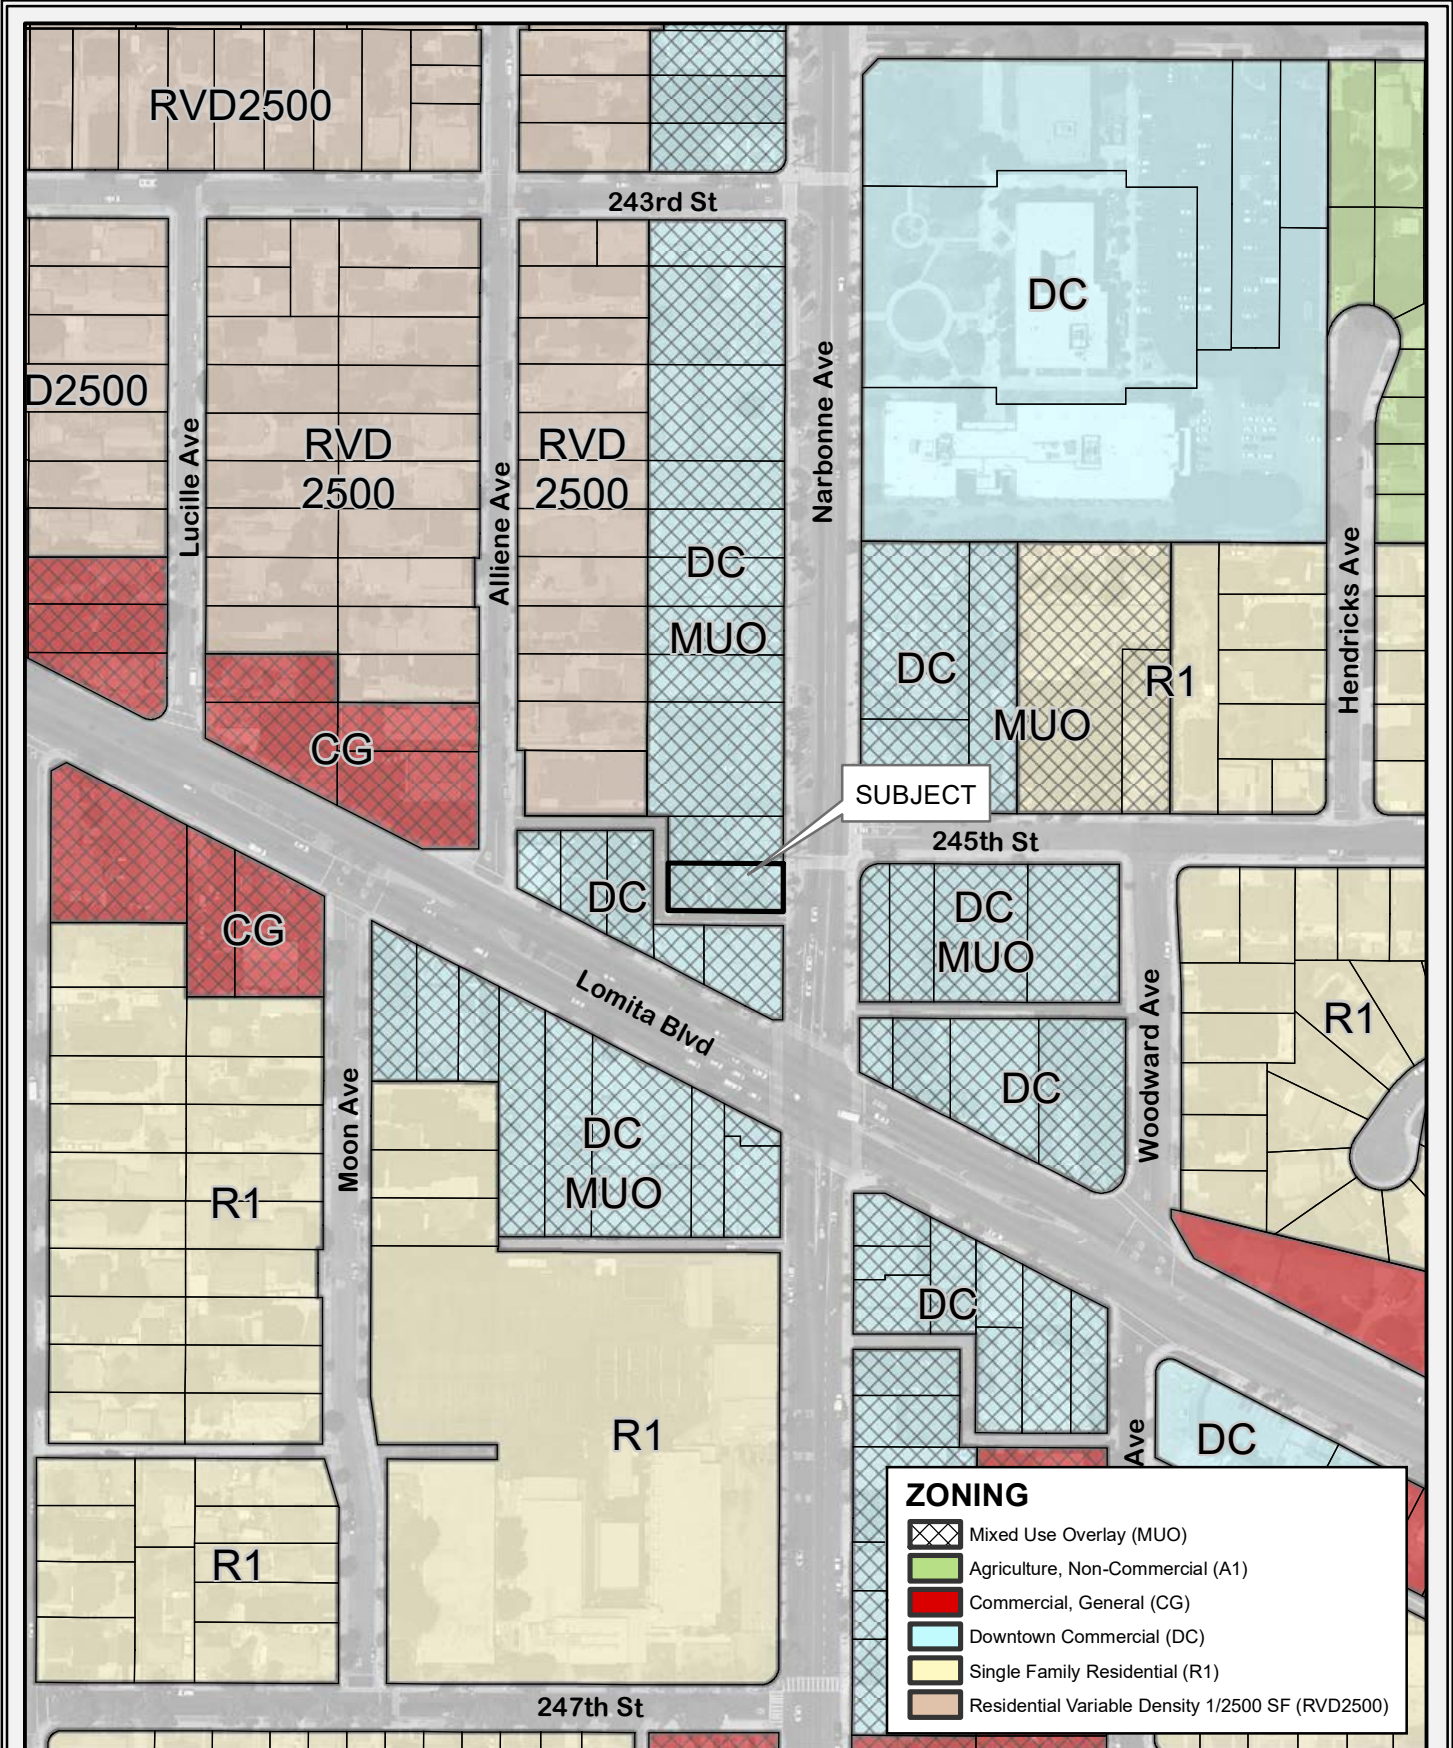 RVD2500
243rd St
DC
Narbonne Ave
D2500
Lucille Ave
RVD
2500
Alliene Ave
RVD
2500
DC
MUO
DC
MUO
R1
Hendricks Ave
CG
SUBJECT
245th St
DC
CG
DC
MUO
Lomita Blvd
R1
Woodward Ave
DC
Moon Ave
DC
MUO
R1
DC
R1
Ave
DC
R1
ZONING
Mixed Use Overlay (MUO)
Agriculture, Non-Commercial (A1)
Commercial, General (CG)
Downtown Commercial (DC)
Single Family Residential (R1)
Residential Variable Density 1/2500 SF (RVD2500)
247th St